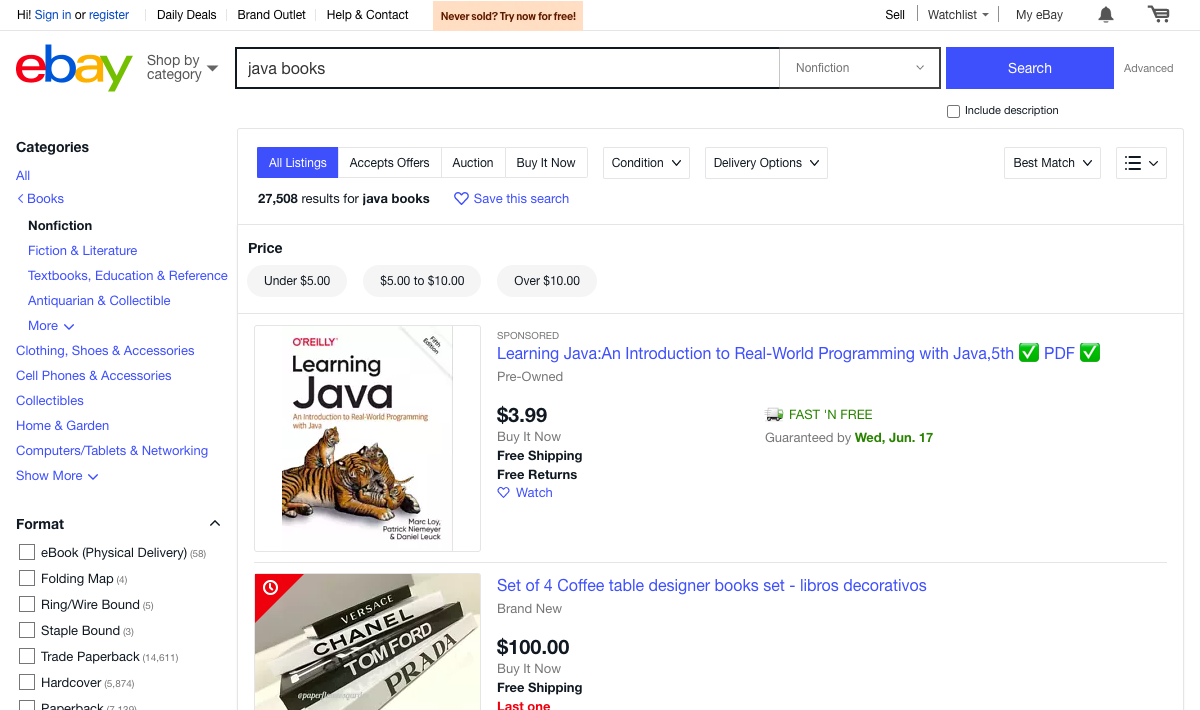 Hi! Sign in or register
Daily Deals
Brand Outlet
Help & Contact
Never sold? Try now for free!
Sell
Watchlist
My eBay
ebay
Shop by
category
java books
Nonfiction
Search
Advanced
Include description
Categories
All
Books
Nonfiction
Fiction & Literature
Textbooks, Education & Reference
Antiquarian & Collectible
More
Clothing, Shoes & Accessories
Cell Phones & Accessories
Collectibles
Home & Garden
Computers/Tablets & Networking
Show More
Format
eBook (Physical Delivery) (58)
Folding Map (4)
Ring/Wire Bound (5)
Staple Bound (3)
Trade Paperback (14,611)
Hardcover (5,874)
Paperback (7,139)
All Listings
Accepts Offers
Auction
Buy It Now
Condition
Delivery Options
Best Match
27,508 results for java books
Save this search
Price
Under $5.00
$5.00 to $10.00
Over $10.00
O'REILLY
Fifth
Edition
Learning
Java
An Introduction to Real-World Programming
with Java
Marc Loy,
Patrick Niemeyer
& Daniel Leuck
SPONSORED
Learning Java:An Introduction to Real-World Programming with Java,5th ✅ PDF ✅
Pre-Owned
$3.99
Buy It Now
Free Shipping
Free Returns
Watch
FAST 'N FREE
Guaranteed by Wed, Jun. 17
VERSACE
CHANEL
TOM FORD
PRADA
Set of 4 Coffee table designer books set - libros decorativos
Brand New
$100.00
Buy It Now
Free Shipping
Last one